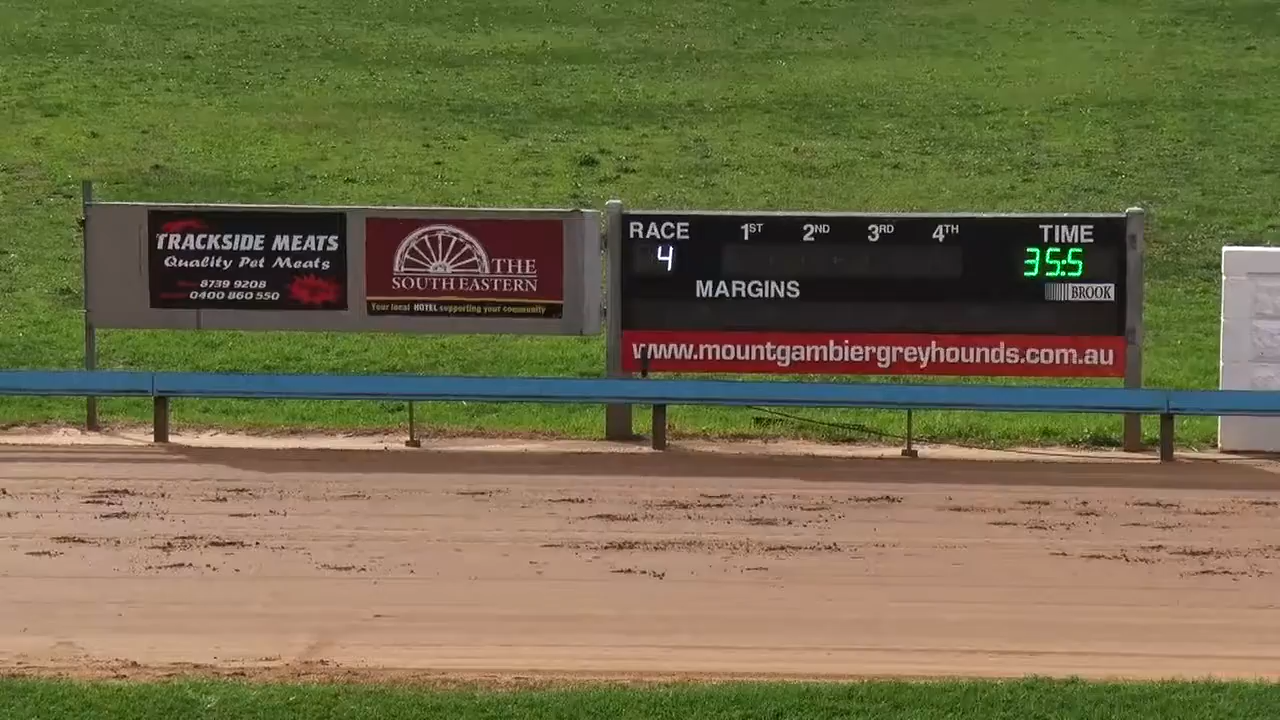 TRACKSIDE MEATS
Quality Pet Meats
8739 9208
0400 860 550
THE
SOUTH EASTERN
Your local HOTEL supporting your community
RACE 1ST 2ND 3RD 4TH TIME
4 35:5
MARGINS BROOK
www.mountgambiergreyhounds.com.au